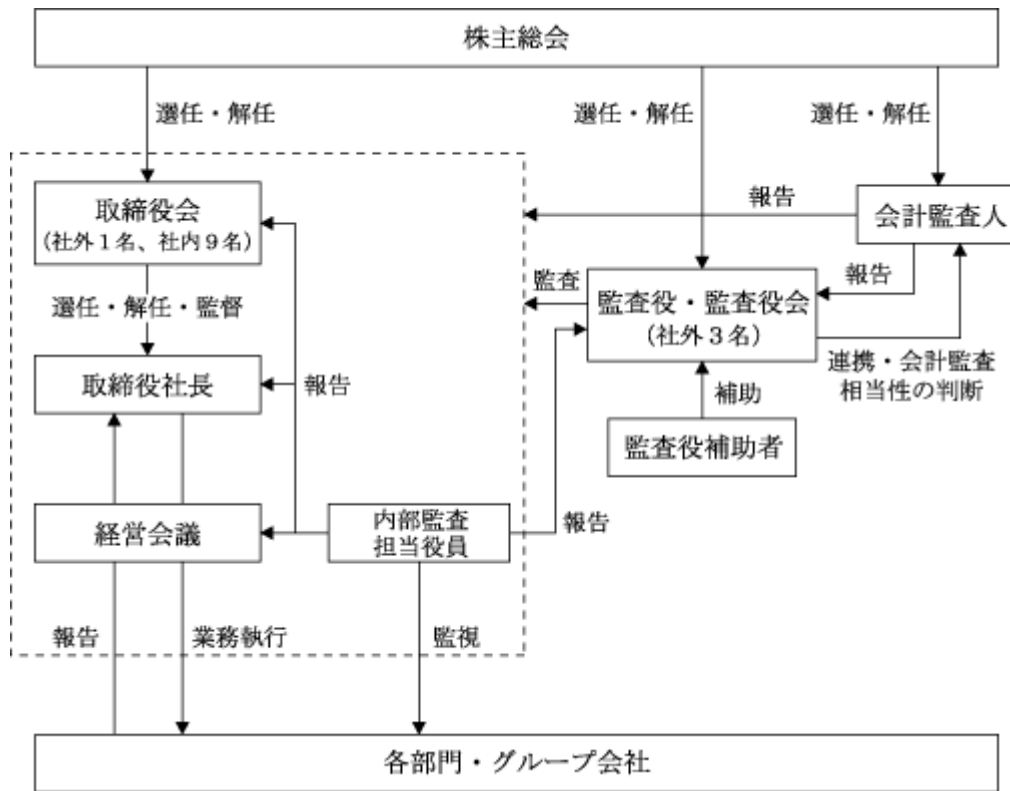 株主総会
選任・解任
選任・解任
選任・解任
取締役会
(社外1名、社内9名)
報告
会計監査人
監査
報告
監査役・監査役会
(社外3名)
選任・解任・監督
取締役社長
報告
連携・会計監査
相当性の判断
補助
監査役補助者
経営会議
内部監査
担当役員
報告
報告
業務執行
監視
各部門・グループ会社